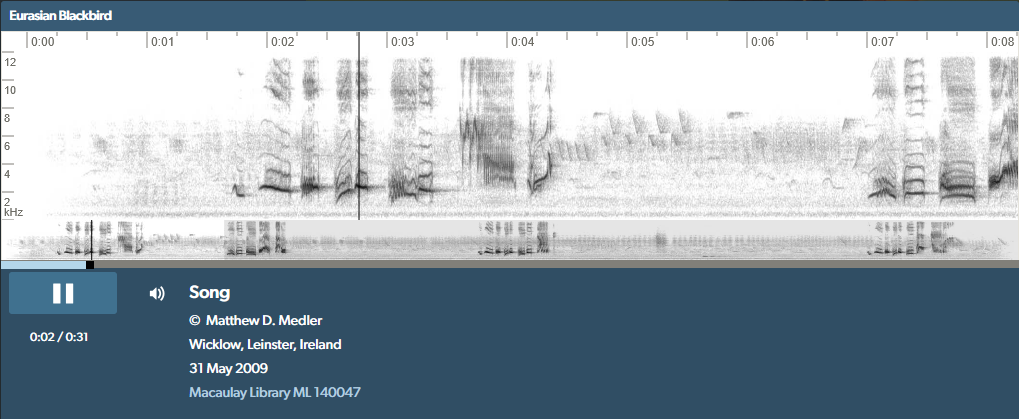 Eurasian Blackbird
0:00 0:01 0:02 0:03 0:04 0:05 0:06 0:07 0:08
12
10
8
6
4
2
kHz
Song
© Matthew D. Medler
0:02 / 0:31
Wicklow, Leinster, Ireland
31 May 2009
Macaulay Library ML 140047